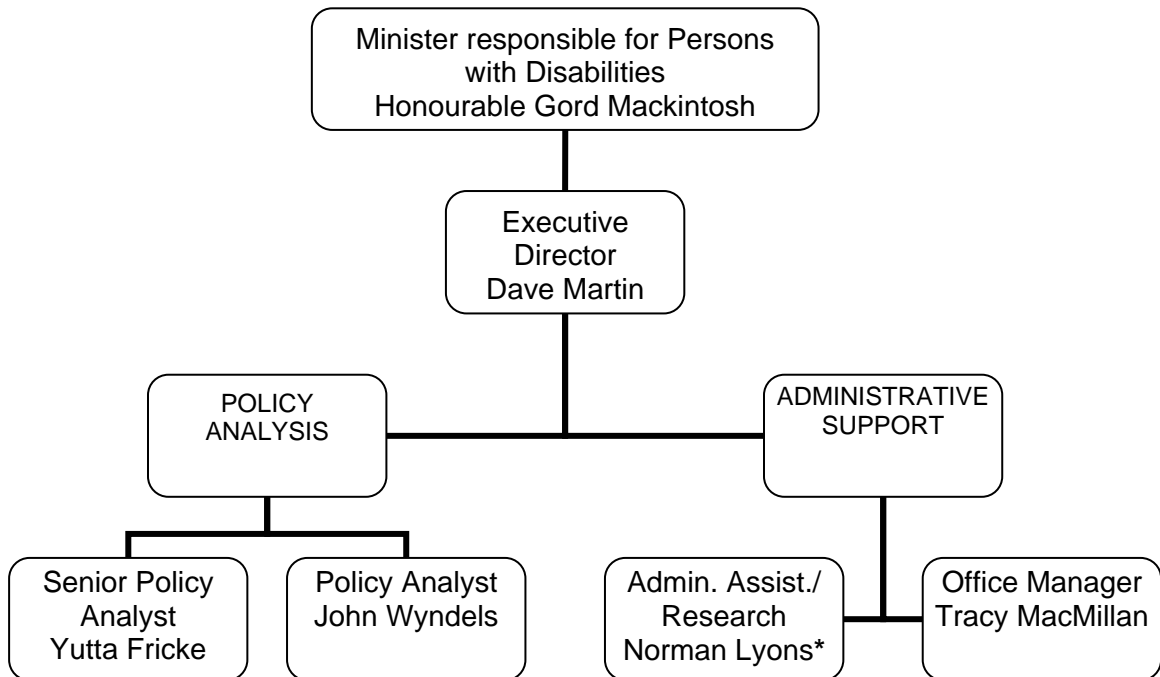 Minister responsible for Persons
with Disabilities
Honourable Gord Mackintosh
Executive
Director
Dave Martin
POLICY
ANALYSIS
ADMINISTRATIVE
SUPPORT
Senior Policy
Analyst
Yutta Fricke
Policy Analyst
John Wyndels
Admin. Assist./
Research
Norman Lyons*
Office Manager
Tracy MacMillan